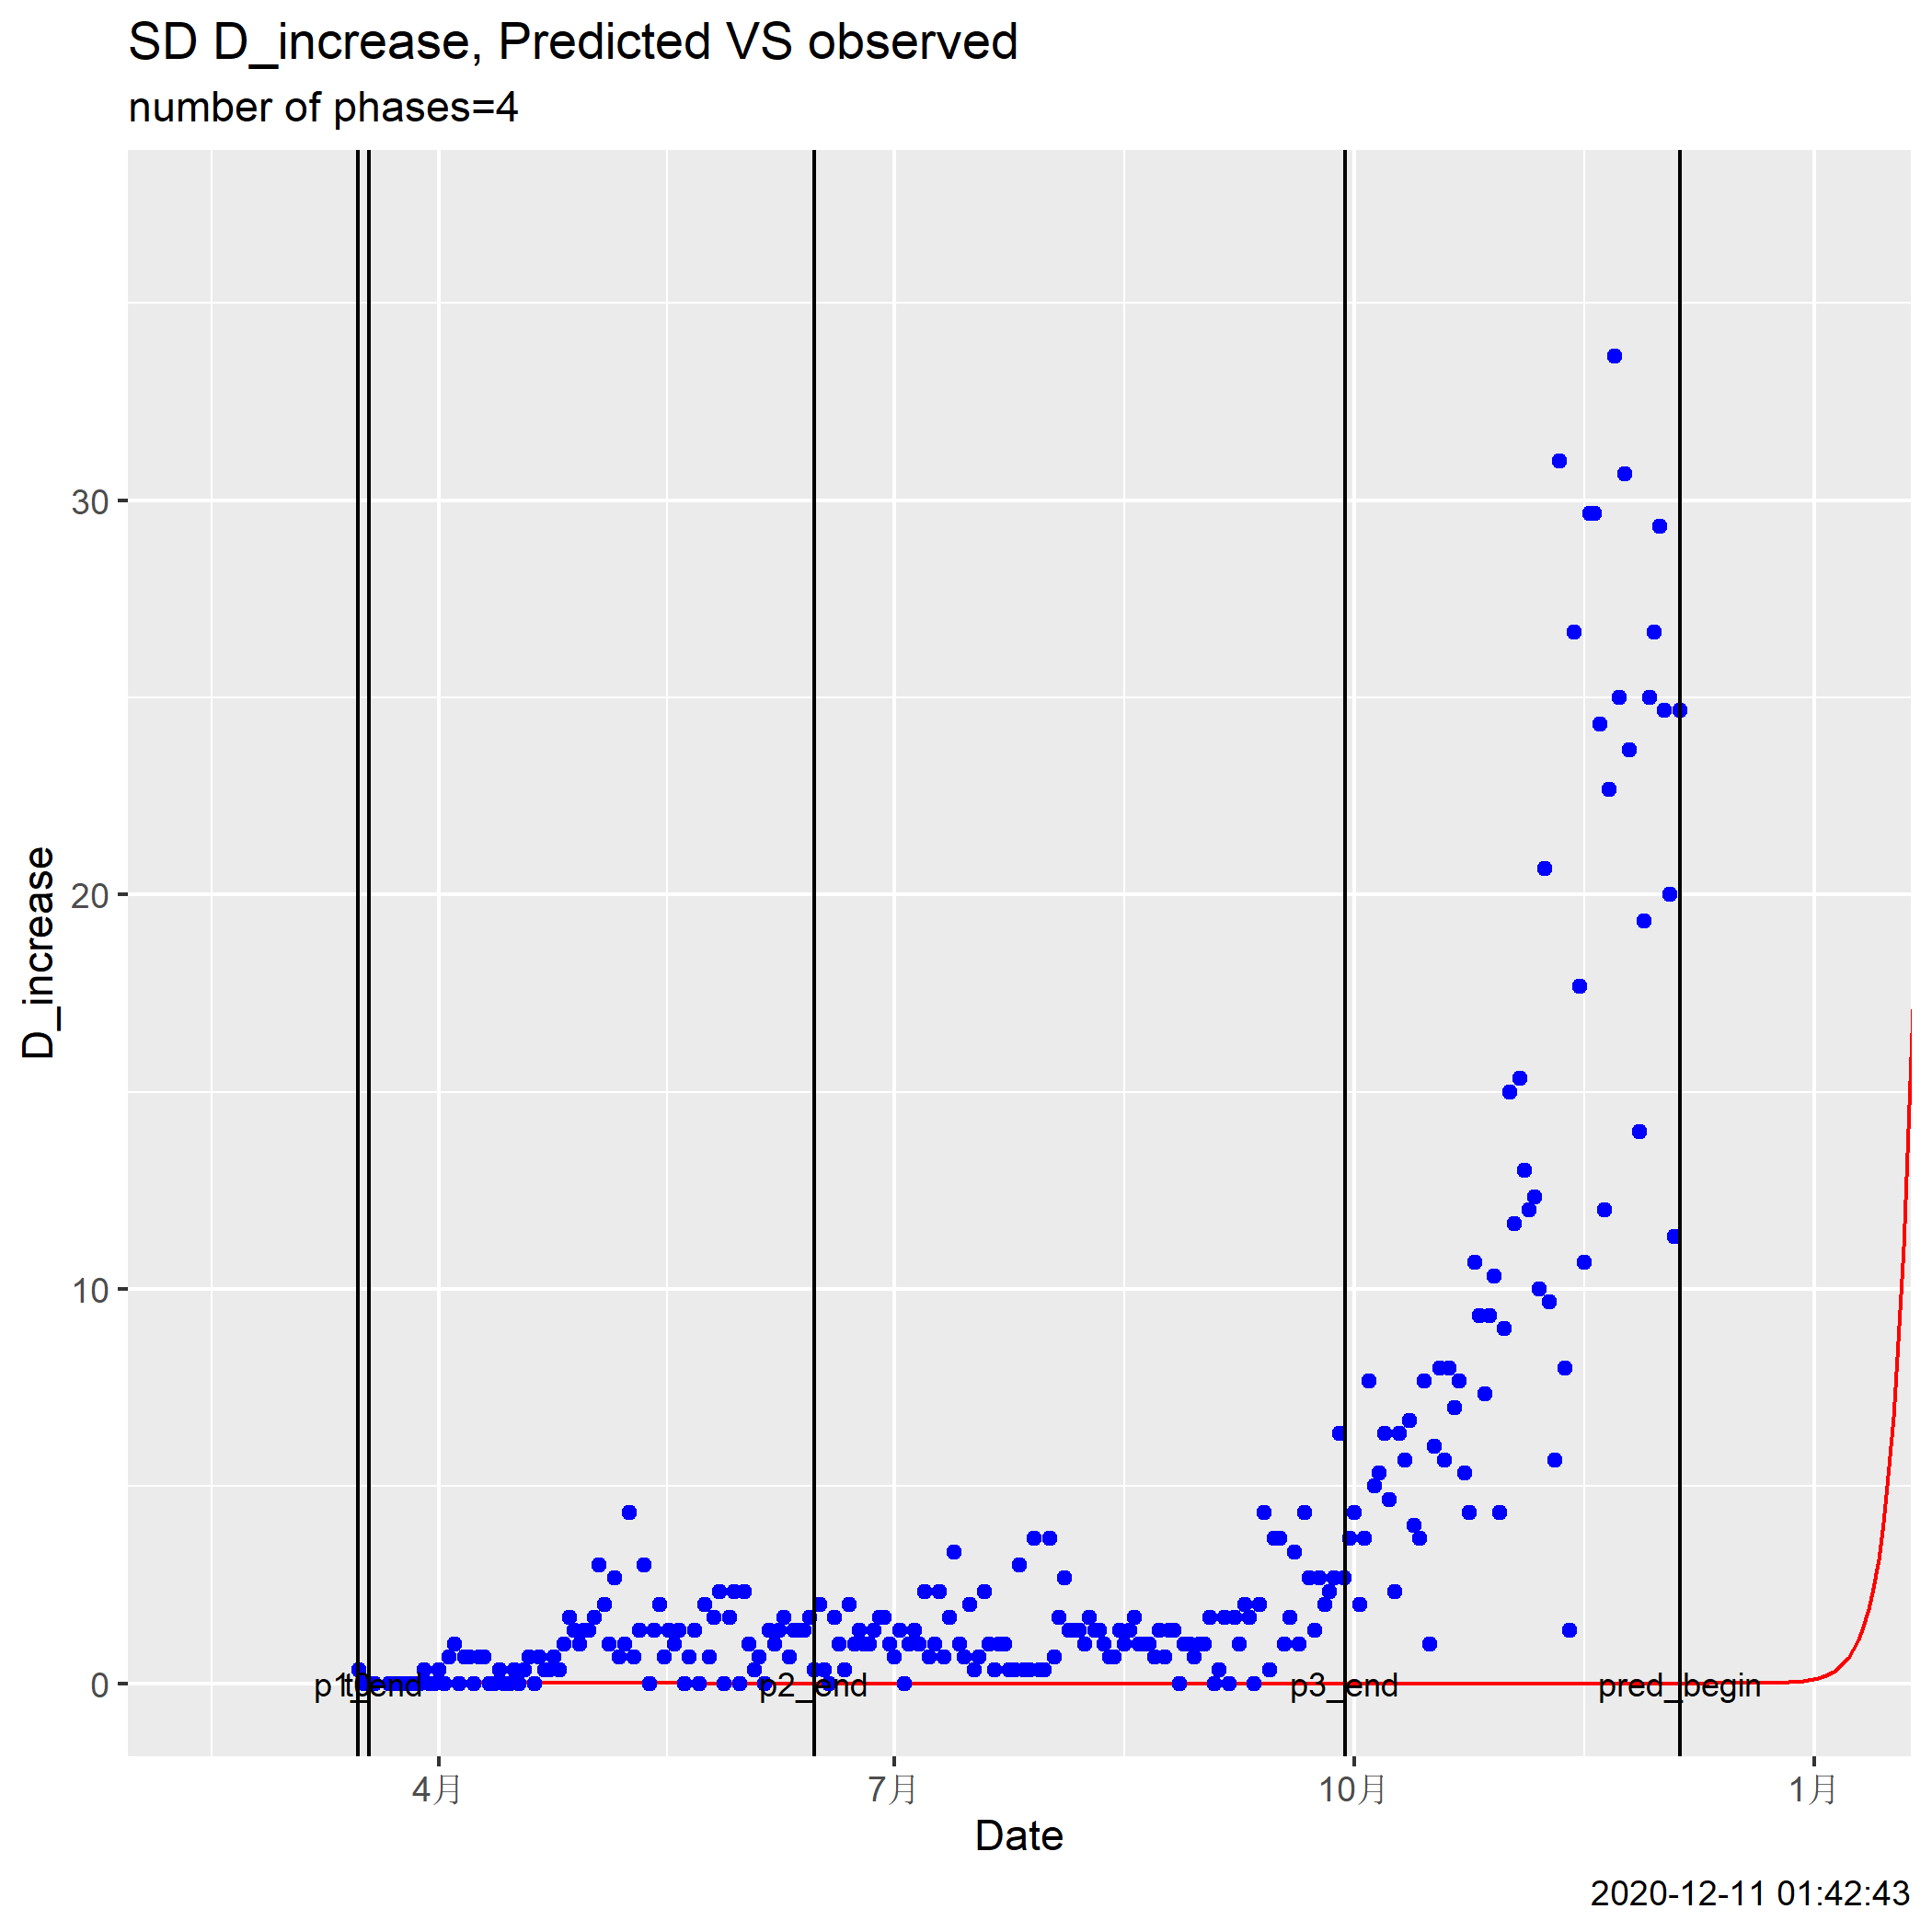 SD D_increase, Predicted VS observed
number of phases=4
D_increase
30
20
10
0
p2_end
p3_end
pred_begin
4月
7月
10月
1月
Date
2020-12-11 01:42:43